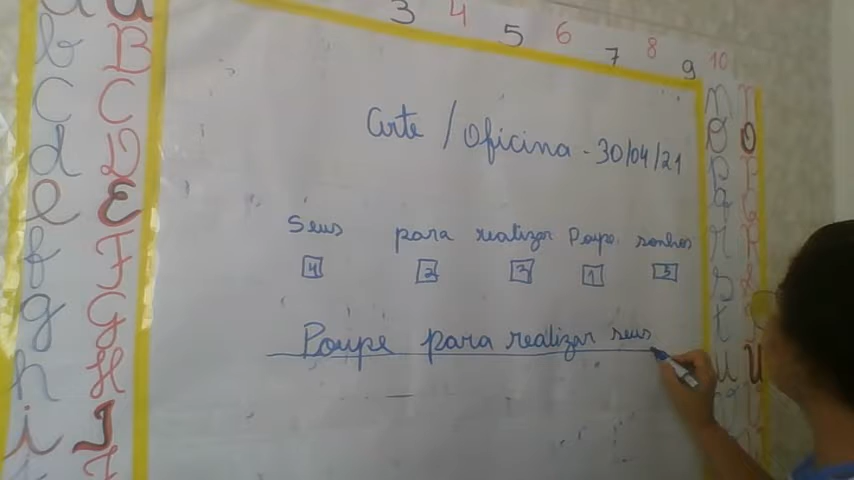 3 4 5 6 7 8 9 10
Arte / Oficina - 30/04/21
Seus para realizar Poupe sonhos
4 2 3 1 5
Poupe para realizar seus
b B
C C
d D
e E
f F
g G
h H
i I